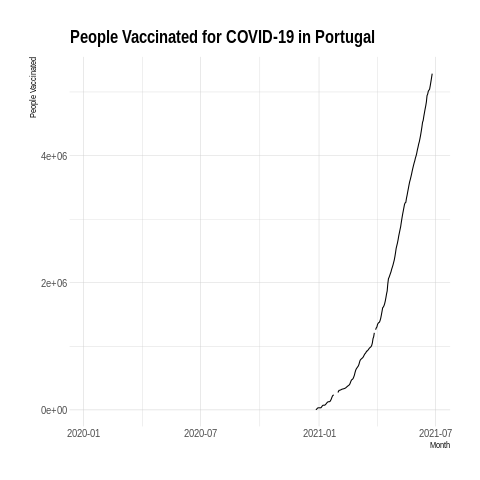 People Vaccinated for COVID-19 in Portugal
People Vaccinated
4e+06
2e+06
0e+00
2020-01 2020-07 2021-01 2021-07
Month